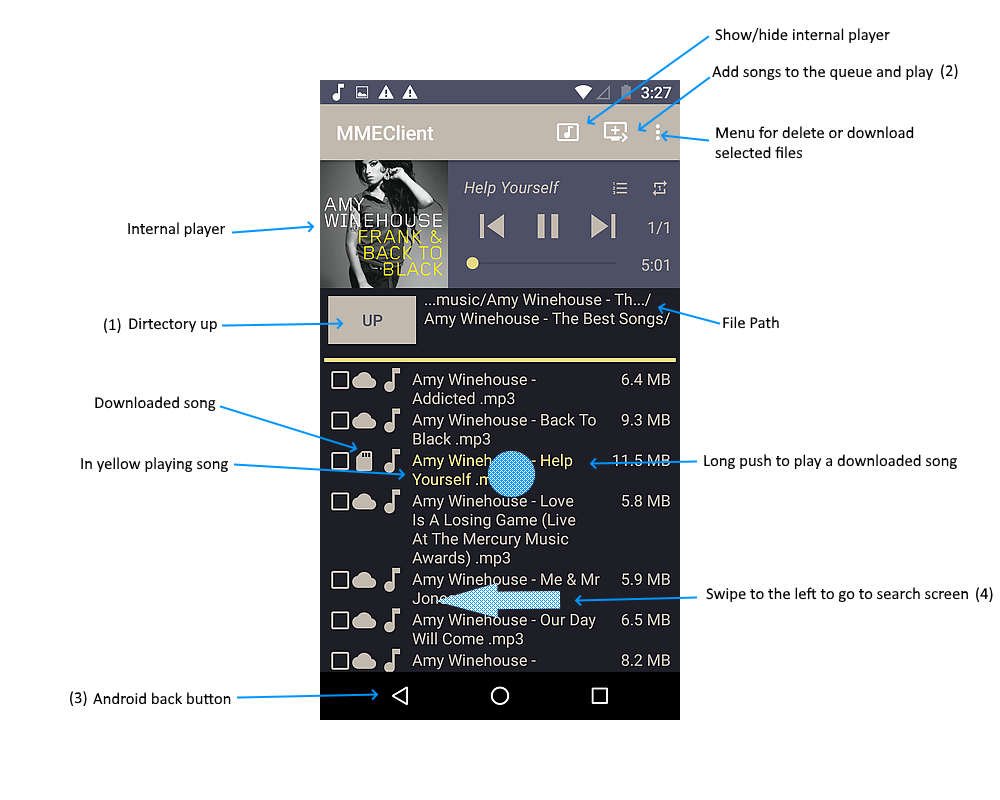 Show/hide internal player
Add songs to the queue and play (2)
3:27
MMEClient
Menu for delete or download
selected files
Help Yourself
AMY
WINEHOUSE
FRANK &
BACK TO
BLACK
Internal player
1/1
5:01
...music/Amy Winehouse - Th.../
Amy Winehouse - The Best Songs/
UP
(1) Dirtectory up
File Path
Amy Winehouse - 6.4 MB
Addicted .mp3
Downloaded song
Amy Winehouse - Back To 9.3 MB
Black .mp3
In yellow playing song
Amy Winehouse - Help 11.5 MB
Yourself .m
Long push to play a downloaded song
Amy Winehouse - Love 5.8 MB
Is A Losing Game (Live
At The Mercury Music
Awards) .mp3
Amy Winehouse - Me & Mr 5.9 MB
Jone
Swipe to the left to go to search screen (4)
Amy Winehouse - Our Day 6.5 MB
Will Come .mp3
Amy Winehouse - 8.2 MB
(3) Android back button